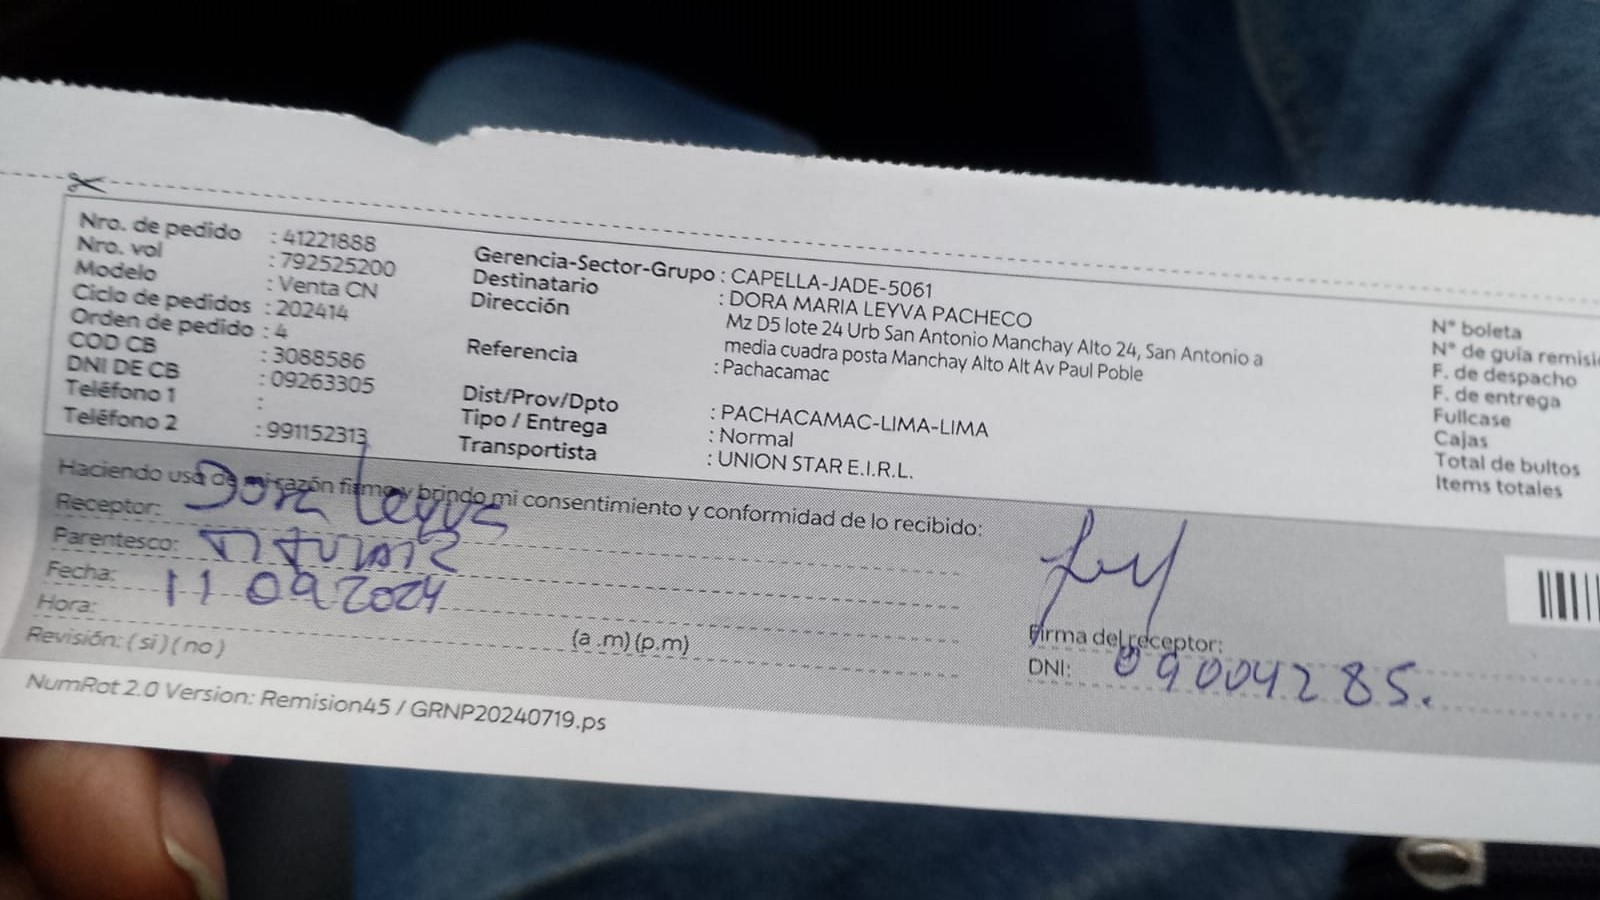 Nro. de pedido : 41221888
Nro. vol : 792525200
Modelo : Venta CN
Ciclo de pedidos : 202414
Orden de pedido : 4
COD CB : 3088586
DNI DE CB : 09263305
Teléfono 1 :
Teléfono 2 : 991152313
Gerencia-Sector-Grupo : CAPELLA-JADE-5061
Destinatario : DORA MARIA LEYVA PACHECO
Dirección Mz D5 lote 24 Urb San Antonio Manchay Alto 24, San Antonio a
media cuadra posta Manchay Alto Alt Av Paul Poble
Referencia : Pachacamac
Dist/Prov/Dpto : PACHACAMAC-LIMA-LIMA
Tipo / Entrega : Normal
Transportista : UNION STAR E.I.R.L.
N° boleta
N° de guía remisi
F. de despacho
F. de entrega
Fullcase
Cajas
Total de bultos
Items totales
Haciendo uso de mi razón firmo y brindo mi consentimiento y conformidad de lo recibido:
Receptor: Dora Leyva
Parentesco: TITULAR
Fecha: 11 09 2024
Hora: (a .m) (p.m)
Revisión: ( si ) ( no )
Firma del receptor:
DNI: 09004285.
NumRot 2.0 Version: Remision45 / GRNP20240719.ps